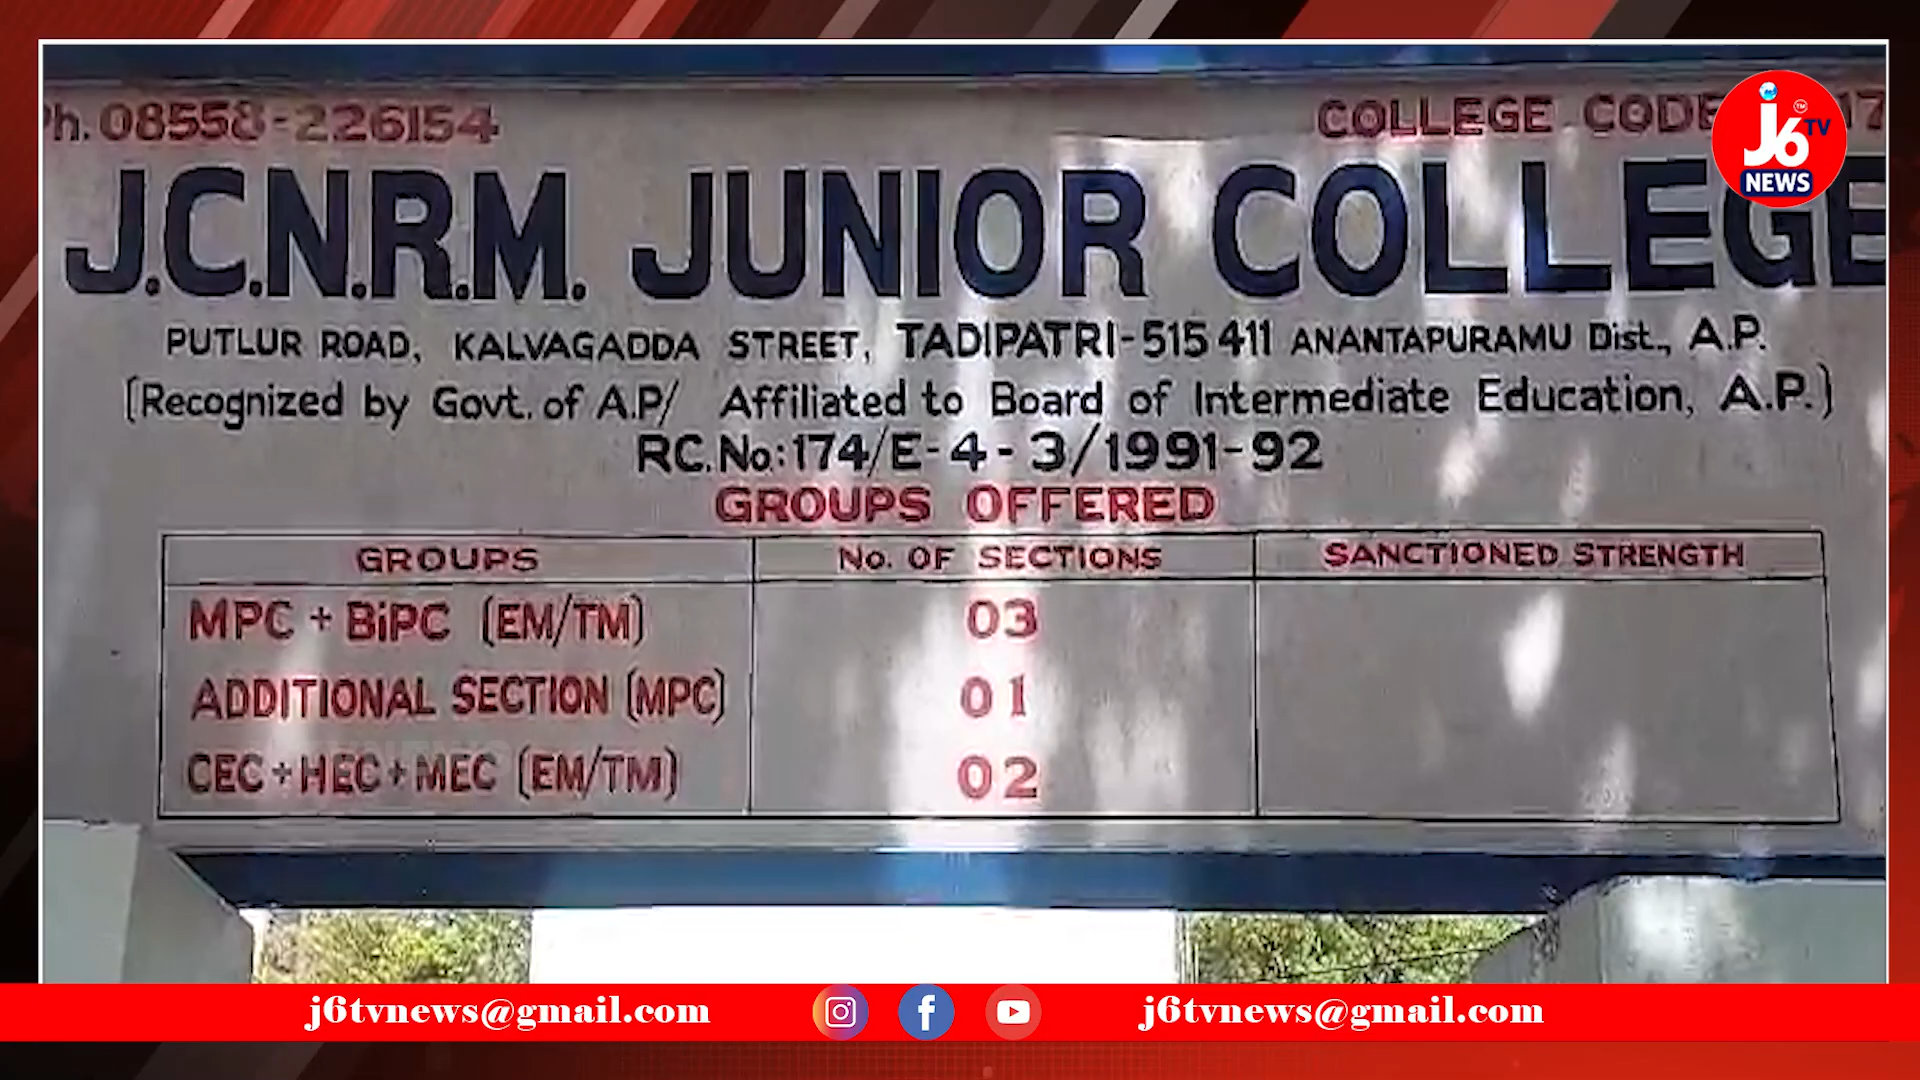 Ph. 08558-226154
COLLEGE CODE
J.C.N.R.M. JUNIOR COLLEGE
PUTLUR ROAD, KALVAGADDA STREET, TADIPATRI-515 411 ANANTAPURAMU Dist., A.P.
(Recognized by Govt. of A.P/ Affiliated to Board of Intermediate Education, A.P.)
RC.No:174/E-4-3/1991-92
GROUPS OFFERED
GROUPS No. OF SECTIONS SANCTIONED STRENGTH
MPC + BiPC (EM/TM) 03
ADDITIONAL SECTION (MPC) 01
CEC+HEC+MEC (EM/TM) 02
J6 TV
TM
NEWS
j6tvnews@gmail.com j6tvnews@gmail.com